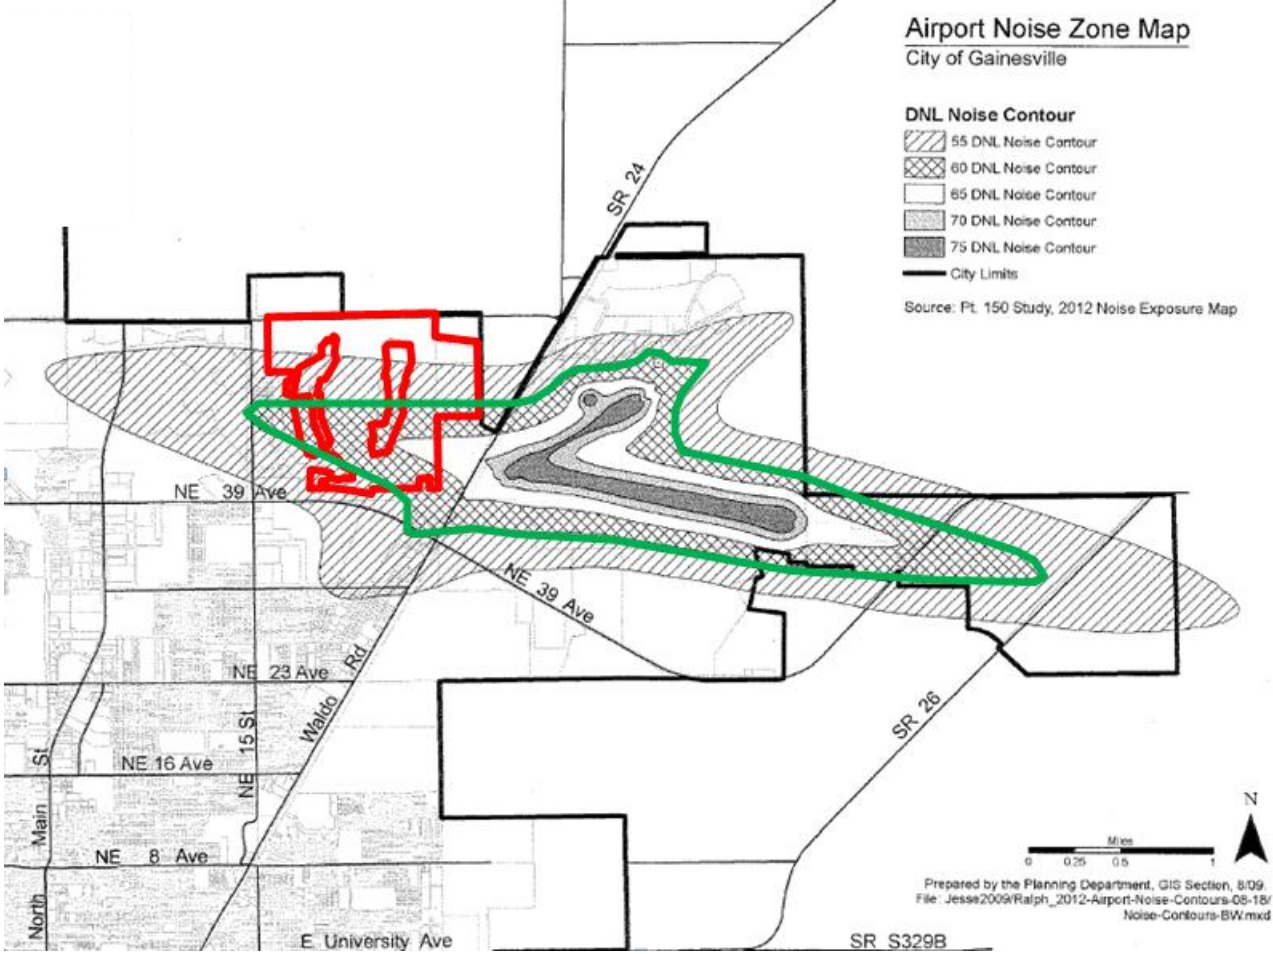 Airport Noise Zone Map
City of Gainesville
DNL Noise Contour
55 DNL Noise Contour
60 DNL Noise Contour
65 DNL Noise Contour
70 DNL Noise Contour
75 DNL Noise Contour
City Limits
Source: Pt. 150 Study, 2012 Noise Exposure Map
SR 24
NE 39 Ave
NE 39 Ave
NE 23 Ave
Waldo Rd
SR 26
NE 15 St
NE 16 Ave
North Main St
NE 8 Ave
E University Ave
SR S329B
N
Miles
0 0.25 0.5 1
Prepared by the Planning Department, GIS Section, 8/09.
File: Jesse2009/Ralph_2012-Airport-Noise-Contours-08-18/
Noise-Contours-BW.mxd